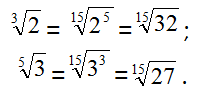 ∛2 = ¹⁵√2⁵ = ¹⁵√32 ;
⁵√3 = ¹⁵√3³ = ¹⁵√27 .